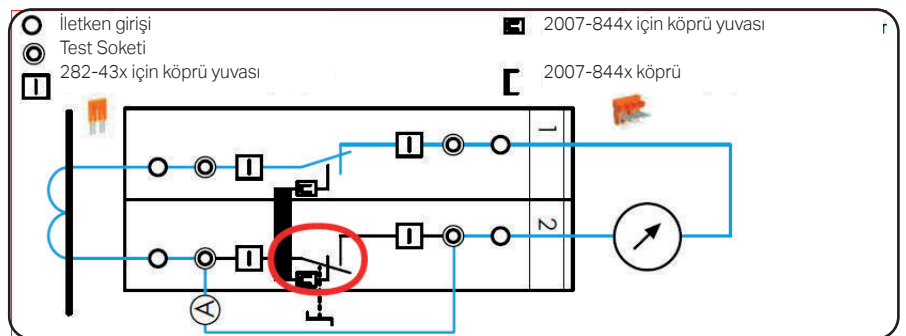 İletken girişi
Test Soketi
282-43x için köprü yuvası
2007-844x için köprü yuvası
2007-844x köprü
1
2
A